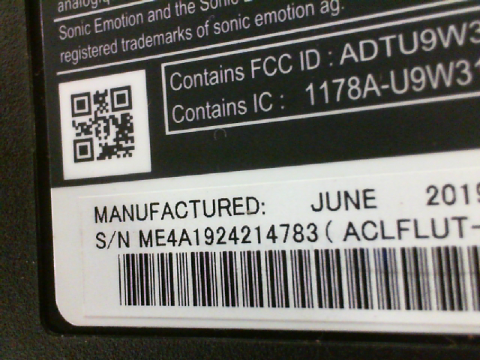 Sonic Emotion and the Sonic
registered trademarks of sonic emotion ag.
Contains FCC ID : ADTU9W3
Contains IC : 1178A-U9W31
MANUFACTURED: JUNE 2019
S/N ME4A1924214783 ( ACLFLUT-